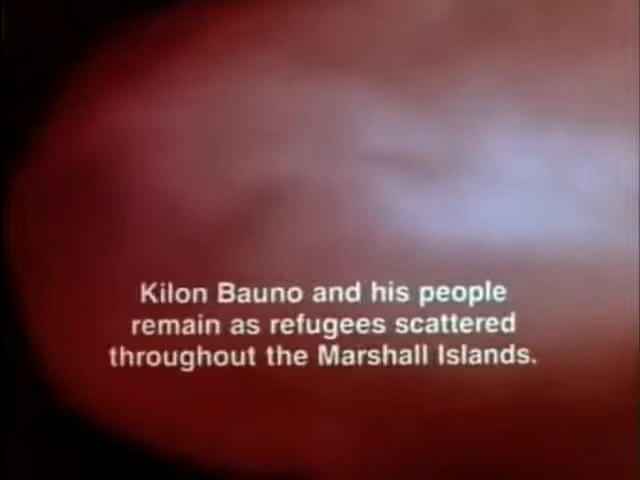 Kilon Bauno and his people
remain as refugees scattered
throughout the Marshall Islands.